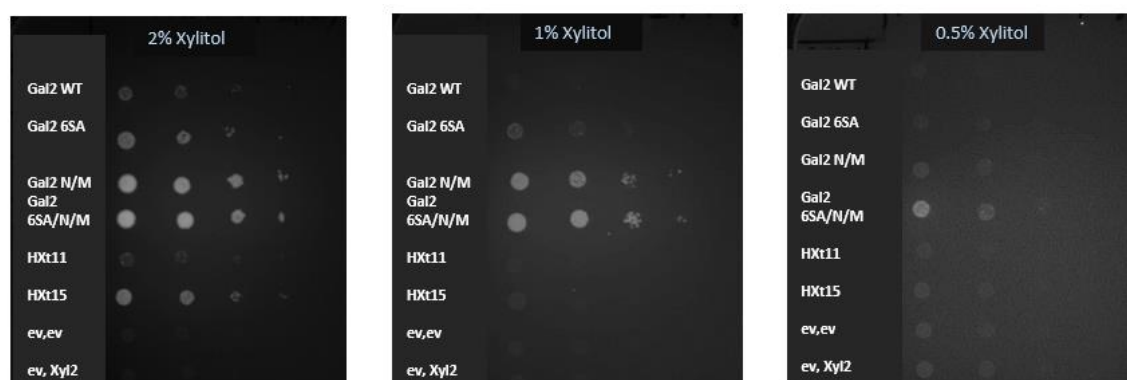 2% Xylitol
Gal2 WT
Gal2 6SA
Gal2 N/M
Gal2
6SA/N/M
HXt11
HXt15
ev,ev
ev, Xyl2
1% Xylitol
Gal2 WT
Gal2 6SA
Gal2 N/M
Gal2
6SA/N/M
HXt11
HXt15
ev,ev
ev, Xyl2
0.5% Xylitol
Gal2 WT
Gal2 6SA
Gal2 N/M
Gal2
6SA/N/M
HXt11
HXt15
ev,ev
ev, Xyl2